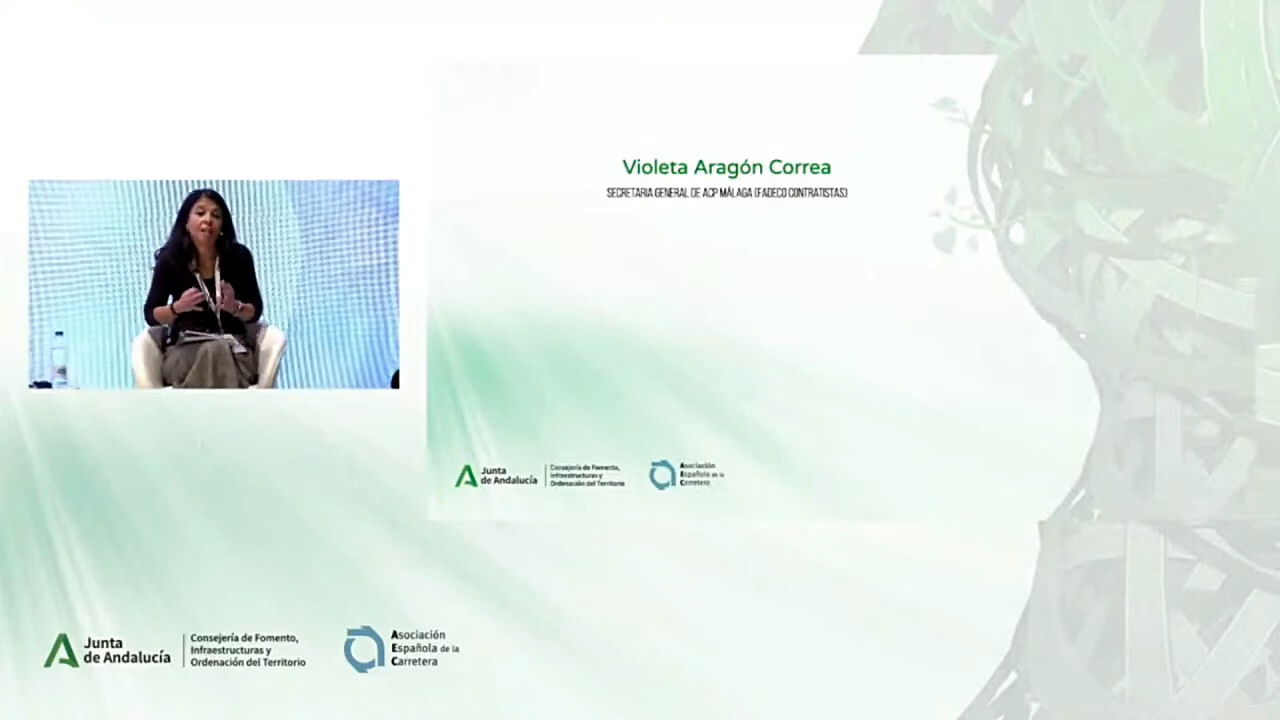 Violeta Aragón Correa
SECRETARIA GENERAL DE ACP MÁLAGA (FADECO CONTRATISTAS)
Junta
de Andalucía
Consejería de Fomento,
Infraestructuras y
Ordenación del Territorio
Asociación
Española de la
Carretera
Junta
de Andalucía
Consejería de Fomento,
Infraestructuras y
Ordenación del Territorio
Asociación
Española de la
Carretera